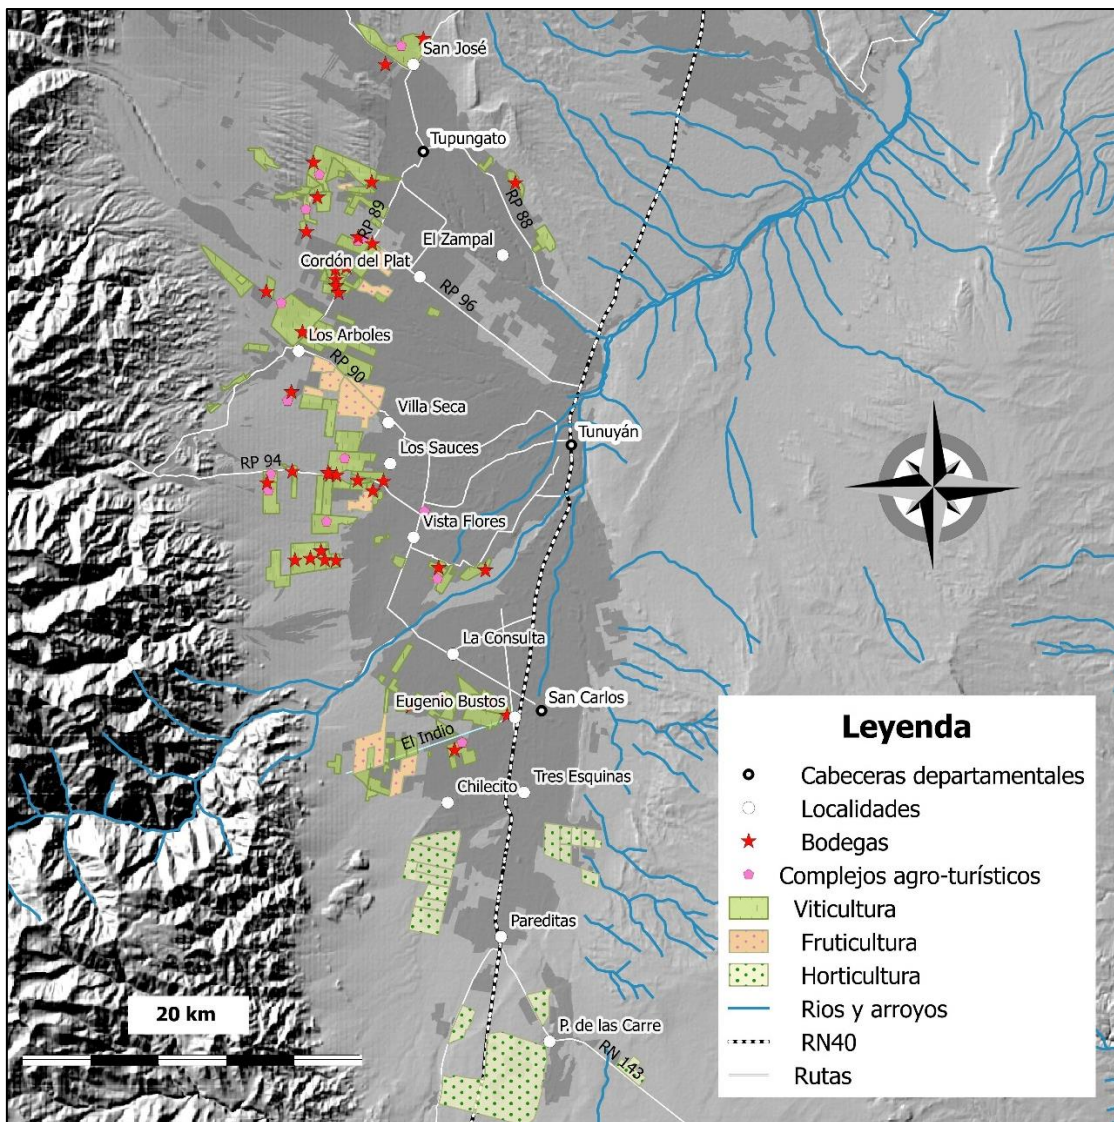 San José
Tupungato
RP 89
RP 88
El Zampal
Cordón del Plat
RP 96
Los Arboles
RP 90
Villa Seca
Tunuyán
Los Sauces
RP 94
Vista Flores
La Consulta
Eugenio Bustos
San Carlos
El Indio
Tres Esquinas
Chilecito
Pareditas
P. de las Carre
RN 143
20 km
Leyenda
Cabeceras departamentales
Localidades
Bodegas
Complejos agro-turísticos
Viticultura
Fruticultura
Horticultura
Rios y arroyos
RN40
Rutas